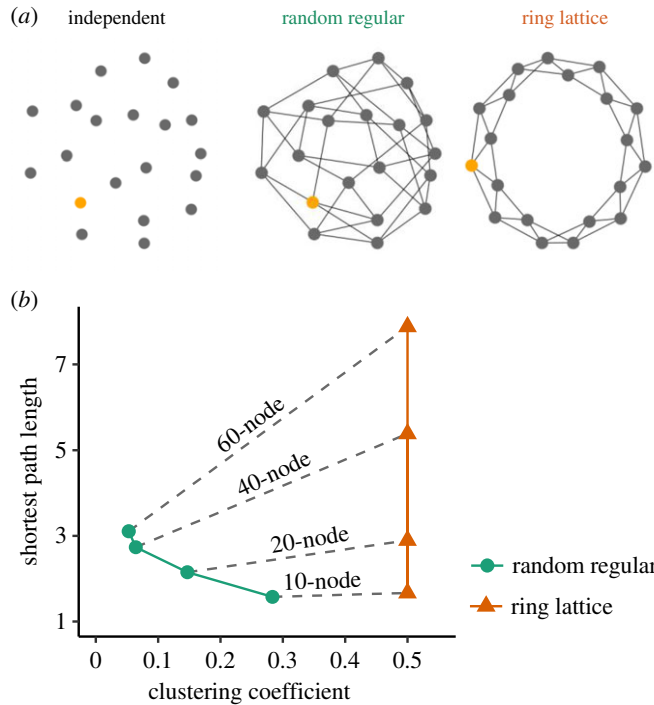 (a) independent random regular ring lattice
(b)
7
5
3
1
shortest path length
60-node
40-node
20-node
10-node
0 0.1 0.2 0.3 0.4 0.5
clustering coefficient
random regular
ring lattice